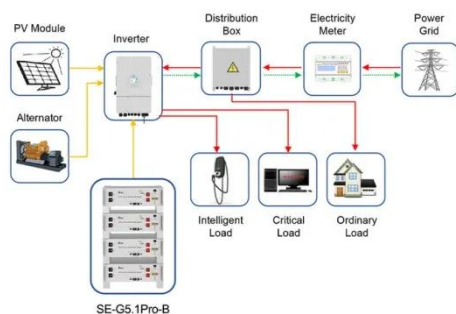 PV Module
Inverter
Distribution
Box
Electricity
Meter
Power
Grid
Alternator
Intelligent
Load
Critical
Load
Ordinary
Load
SE-G5.1Pro-B